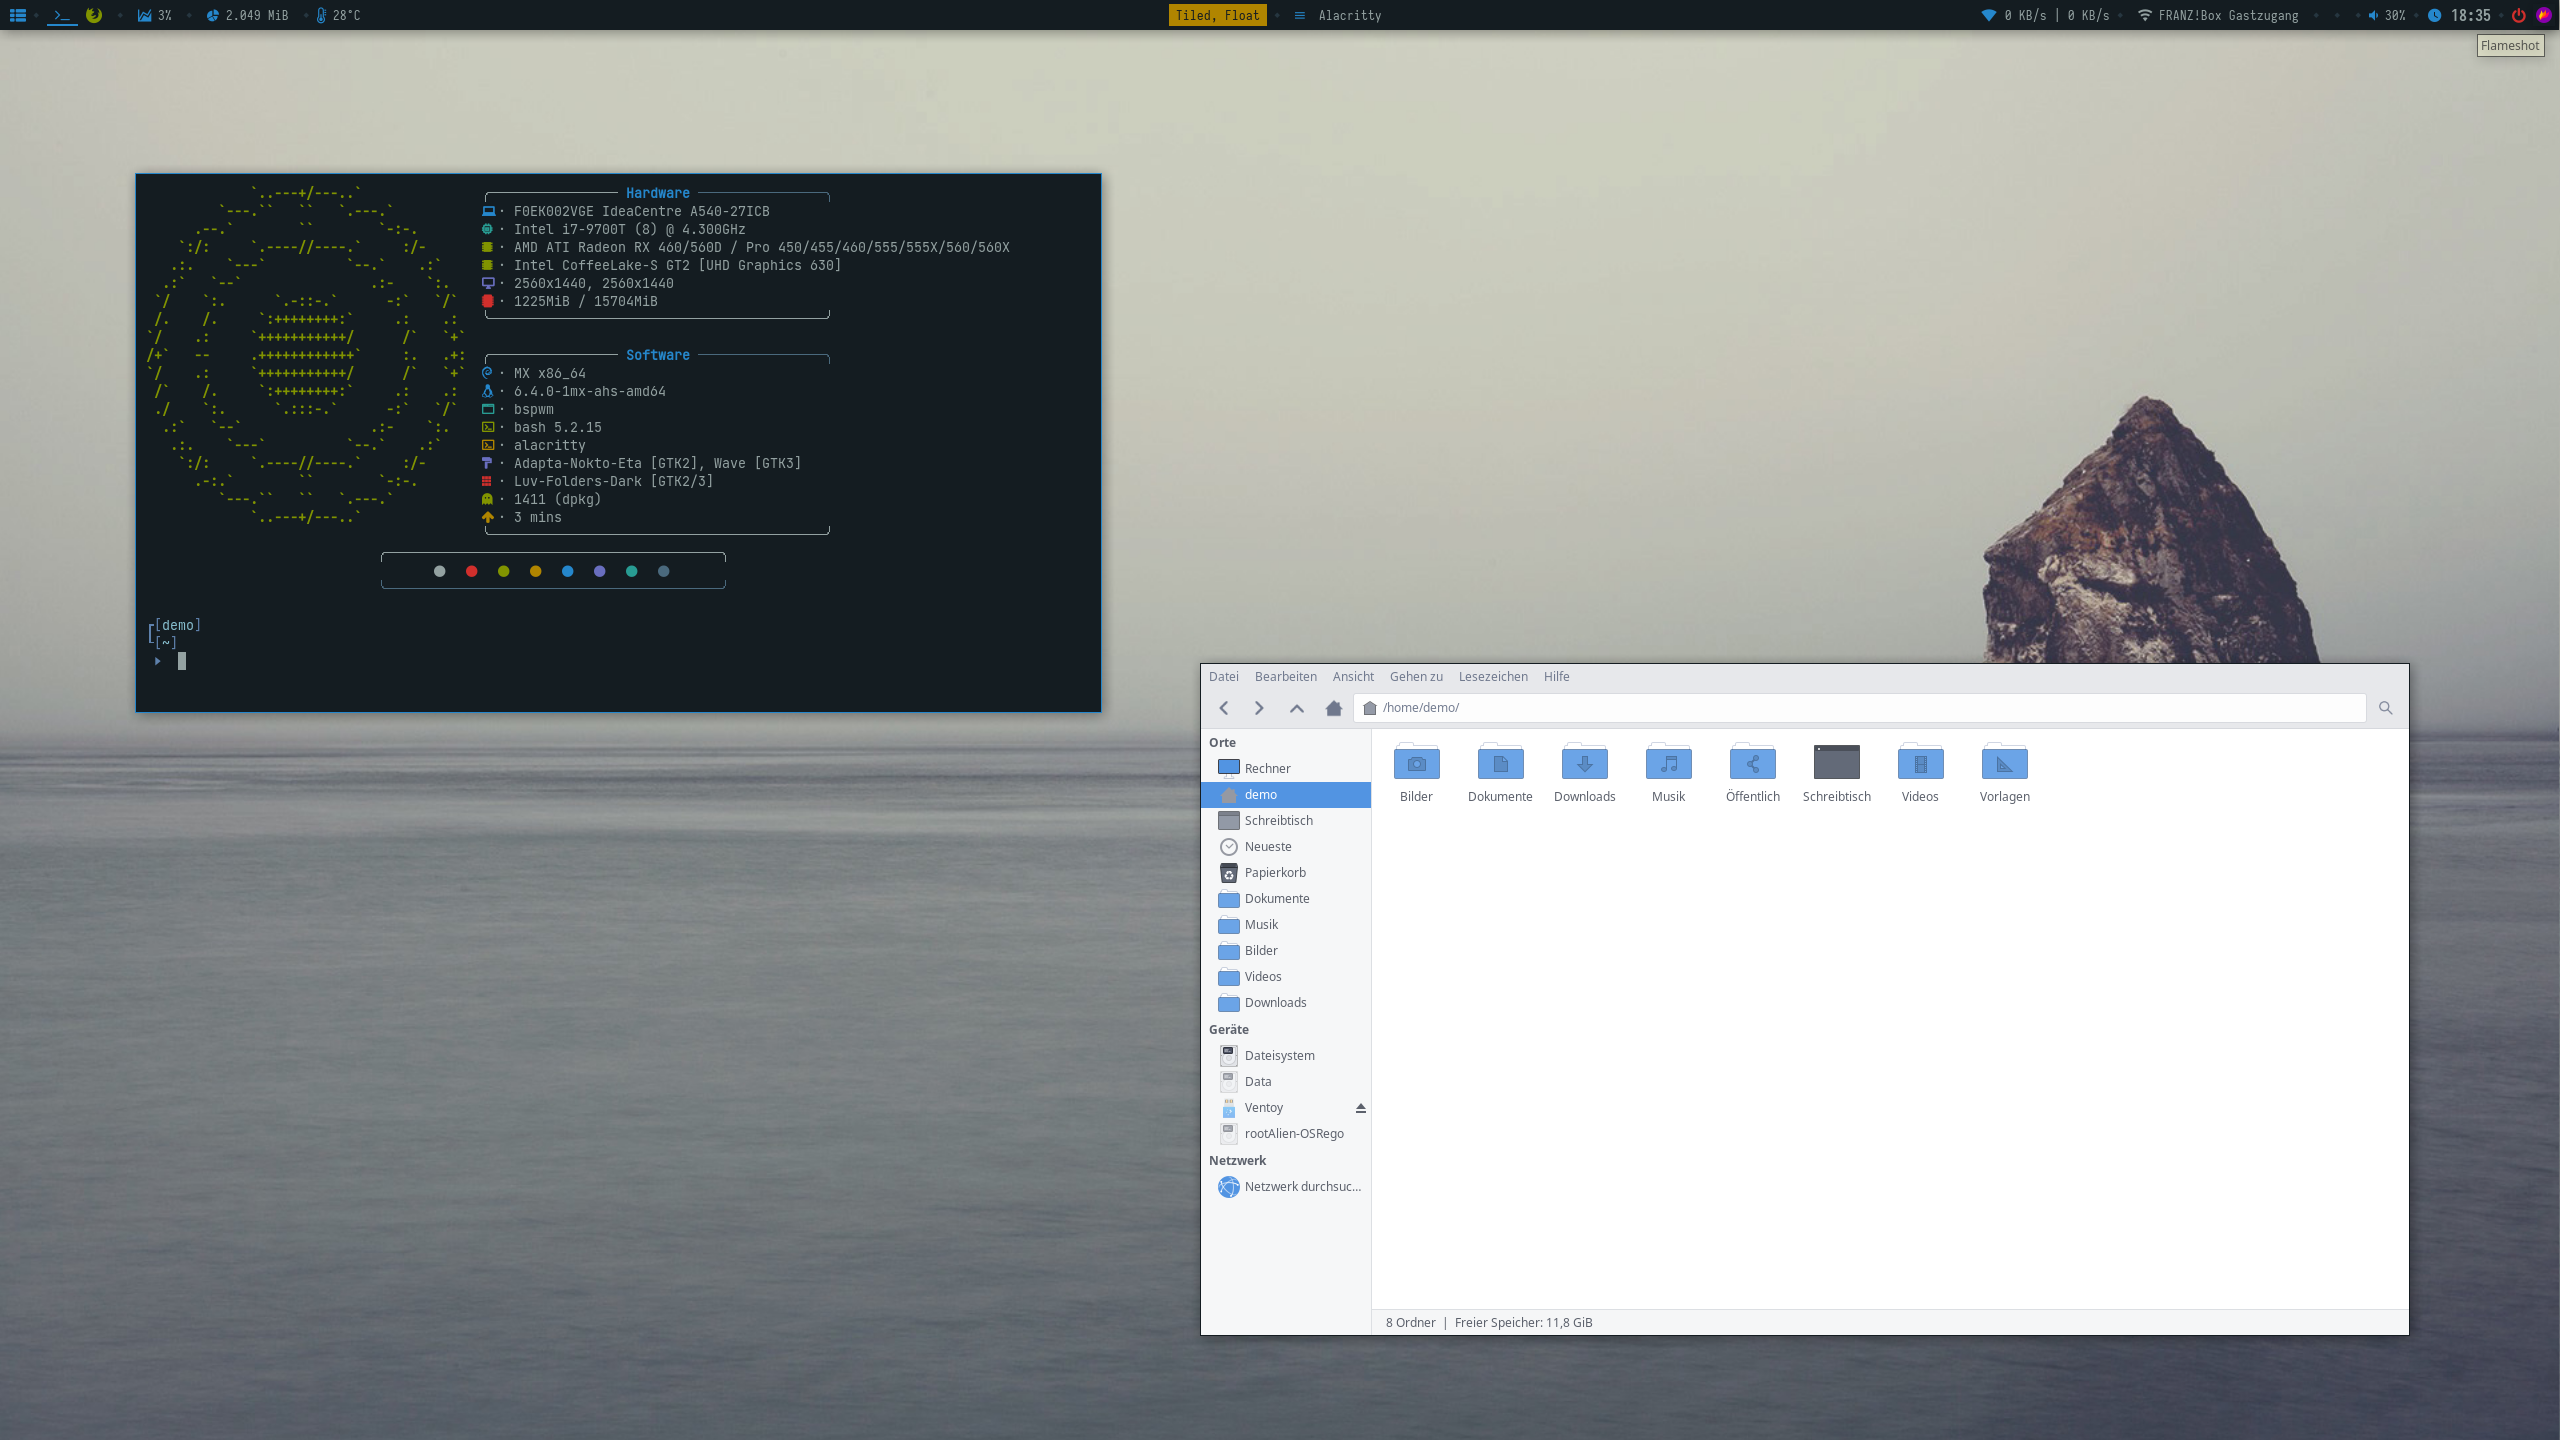 3% 2.049 MiB 28°C Tiled, Float Alacritty 0 KB/s | 0 KB/s FRANZ!Box Gastzugang 30% 18:35
Flameshot
Hardware
F0EK002VGE IdeaCentre A540-27ICB
Intel i7-9700T (8) @ 4.300GHz
AMD ATI Radeon RX 460/560D / Pro 450/455/460/555/555X/560/560X
Intel CoffeeLake-S GT2 [UHD Graphics 630]
2560x1440, 2560x1440
1225MiB / 15704MiB
Software
MX x86_64
6.4.0-1mx-ahs-amd64
bspwm
bash 5.2.15
alacritty
Adapta-Nokto-Eta [GTK2], Wave [GTK3]
Luv-Folders-Dark [GTK2/3]
1411 (dpkg)
3 mins
[demo]
[~]
Datei Bearbeiten Ansicht Gehen zu Lesezeichen Hilfe
/home/demo/
Orte
Rechner
demo
Schreibtisch
Neueste
Papierkorb
Dokumente
Musik
Bilder
Videos
Downloads
Geräte
Dateisystem
Data
Ventoy
rootAlien-OSRego
Netzwerk
Netzwerk durchsuc...
Bilder Dokumente Downloads Musik Öffentlich Schreibtisch Videos Vorlagen
8 Ordner | Freier Speicher: 11,8 GiB